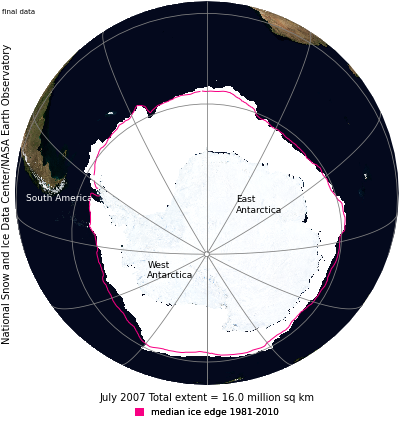 final data
National Snow and Ice Data Center/NASA Earth Observatory
South America
East
Antarctica
West
Antarctica
July 2007 Total extent = 16.0 million sq km
median ice edge 1981-2010